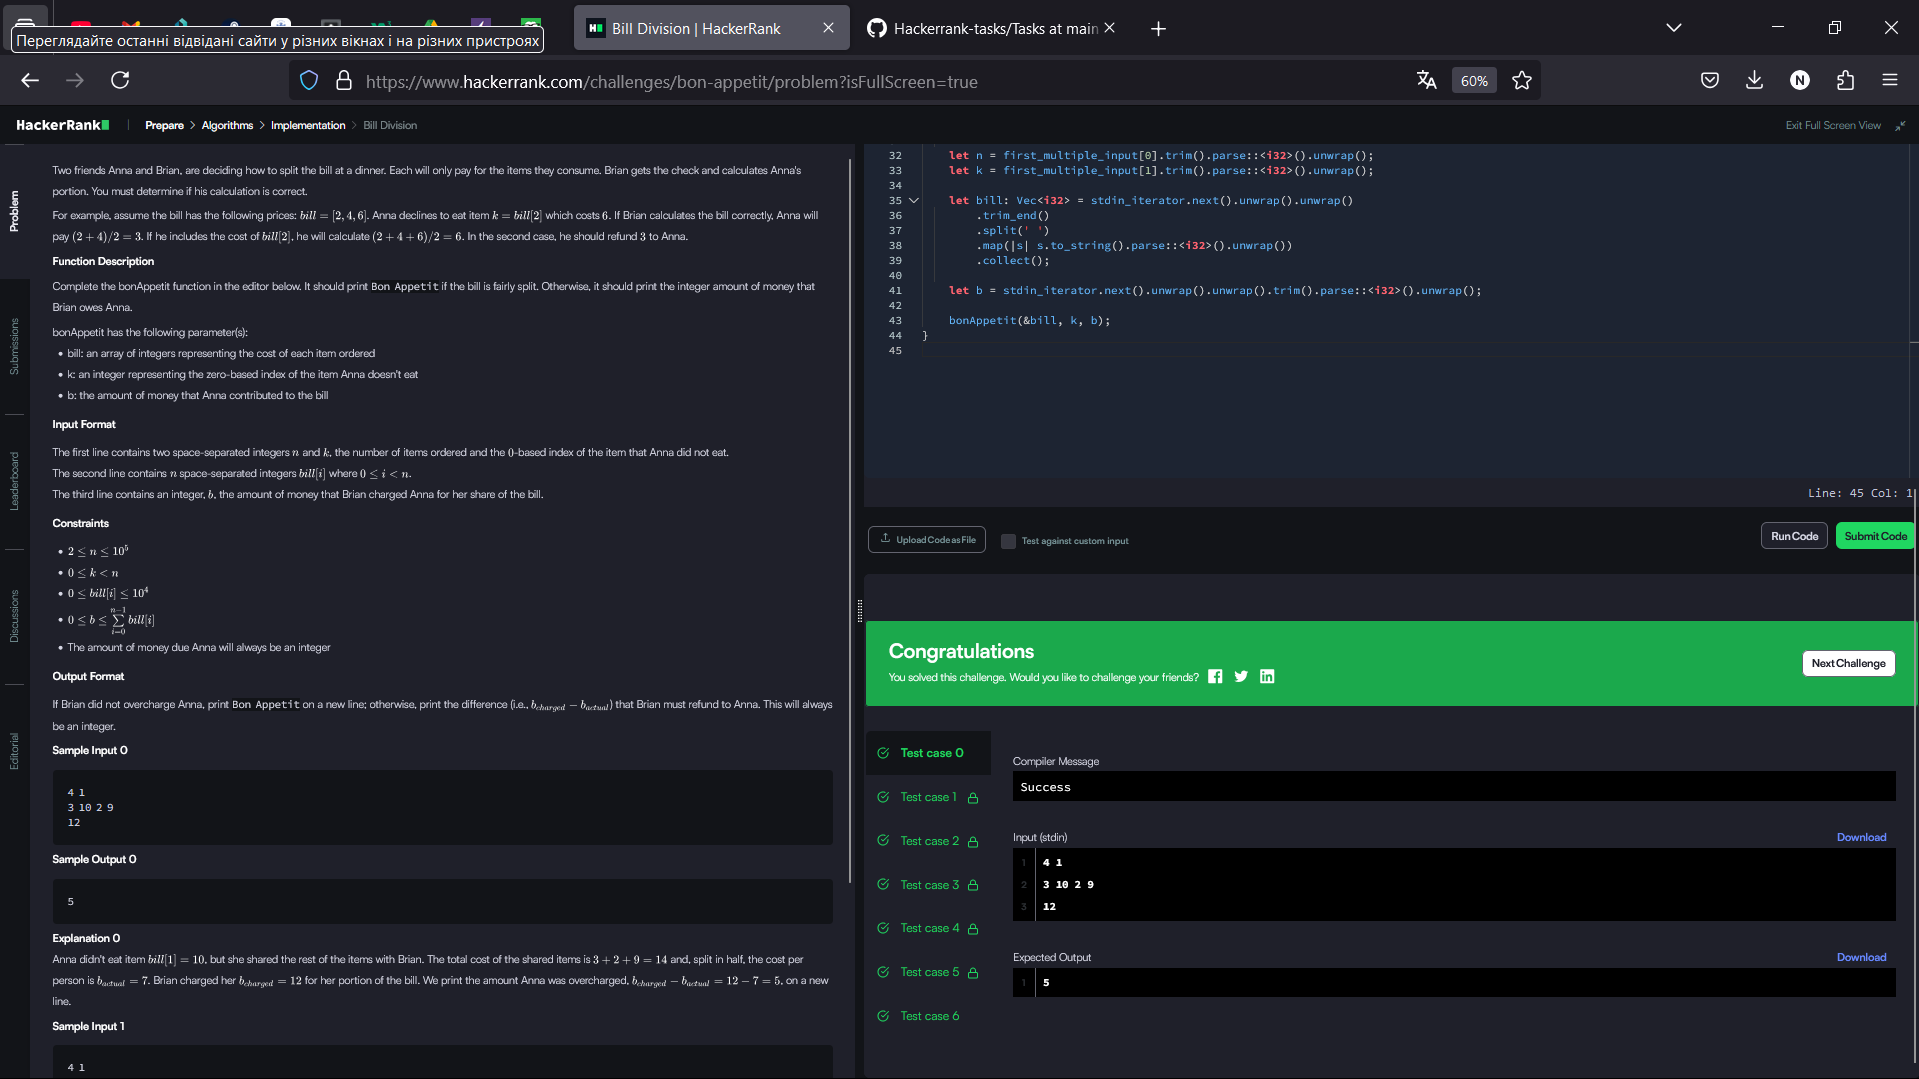 Переглядайте останні відвідані сайти у різних вікнах і на різних пристроях
Bill Division | HackerRank
Hackerrank-tasks/Tasks at main
https://www.hackerrank.com/challenges/bon-appetit/problem?isFullScreen=true
60%
N
HackerRank
Prepare > Algorithms > Implementation > Bill Division
Exit Full Screen View
Problem
Submissions
Leaderboard
Discussions
Editorial
Two friends Anna and Brian, are deciding how to split the bill at a dinner. Each will only pay for the items they consume. Brian gets the check and calculates Anna's
portion. You must determine if his calculation is correct.
For example, assume the bill has the following prices: bill = [2, 4, 6]. Anna declines to eat item k = bill[2] which costs 6. If Brian calculates the bill correctly, Anna will
pay (2 + 4)/2 = 3. If he includes the cost of bill[2], he will calculate (2 + 4 + 6)/2 = 6. In the second case, he should refund 3 to Anna.
Function Description
Complete the bonAppetit function in the editor below. It should print Bon Appetit if the bill is fairly split. Otherwise, it should print the integer amount of money that
Brian owes Anna.
bonAppetit has the following parameter(s):
• bill: an array of integers representing the cost of each item ordered
• k: an integer representing the zero-based index of the item Anna doesn't eat
• b: the amount of money that Anna contributed to the bill
Input Format
The first line contains two space-separated integers n and k, the number of items ordered and the 0-based index of the item that Anna did not eat.
The second line contains n space-separated integers bill[i] where 0 ≤ i < n.
The third line contains an integer, b, the amount of money that Brian charged Anna for her share of the bill.
Constraints
• 2 ≤ n ≤ 10^5
• 0 ≤ k < n
• 0 ≤ bill[i] ≤ 10^4
• 0 ≤ b ≤ ∑_{i=0}^{n−1} bill[i]
• The amount of money due Anna will always be an integer
Output Format
If Brian did not overcharge Anna, print Bon Appetit on a new line; otherwise, print the difference (i.e., b_charged − b_actual) that Brian must refund to Anna. This will always
be an integer.
Sample Input 0
4 1
3 10 2 9
12
Sample Output 0
5
Explanation 0
Anna didn't eat item bill[1] = 10, but she shared the rest of the items with Brian. The total cost of the shared items is 3 + 2 + 9 = 14 and, split in half, the cost per
person is b_actual = 7. Brian charged her b_charged = 12 for her portion of the bill. We print the amount Anna was overcharged, b_charged − b_actual = 12 − 7 = 5, on a new
line.
Sample Input 1
4 1
32 let n = first_multiple_input[0].trim().parse::<i32>().unwrap();
33 let k = first_multiple_input[1].trim().parse::<i32>().unwrap();
34
35 let bill: Vec<i32> = stdin_iterator.next().unwrap().unwrap()
36 .trim_end()
37 .split(' ')
38 .map(|s| s.to_string().parse::<i32>().unwrap())
39 .collect();
40
41 let b = stdin_iterator.next().unwrap().unwrap().trim().parse::<i32>().unwrap();
42
43 bonAppetit(&bill, k, b);
44 }
45
Line: 45 Col: 1
Upload Code as File
Test against custom input
Run Code
Submit Code
Congratulations
You solved this challenge. Would you like to challenge your friends?
Next Challenge
Test case 0
Test case 1
Test case 2
Test case 3
Test case 4
Test case 5
Test case 6
Compiler Message
Success
Input (stdin)
Download
1 4 1
2 3 10 2 9
3 12
Expected Output
Download
1 5